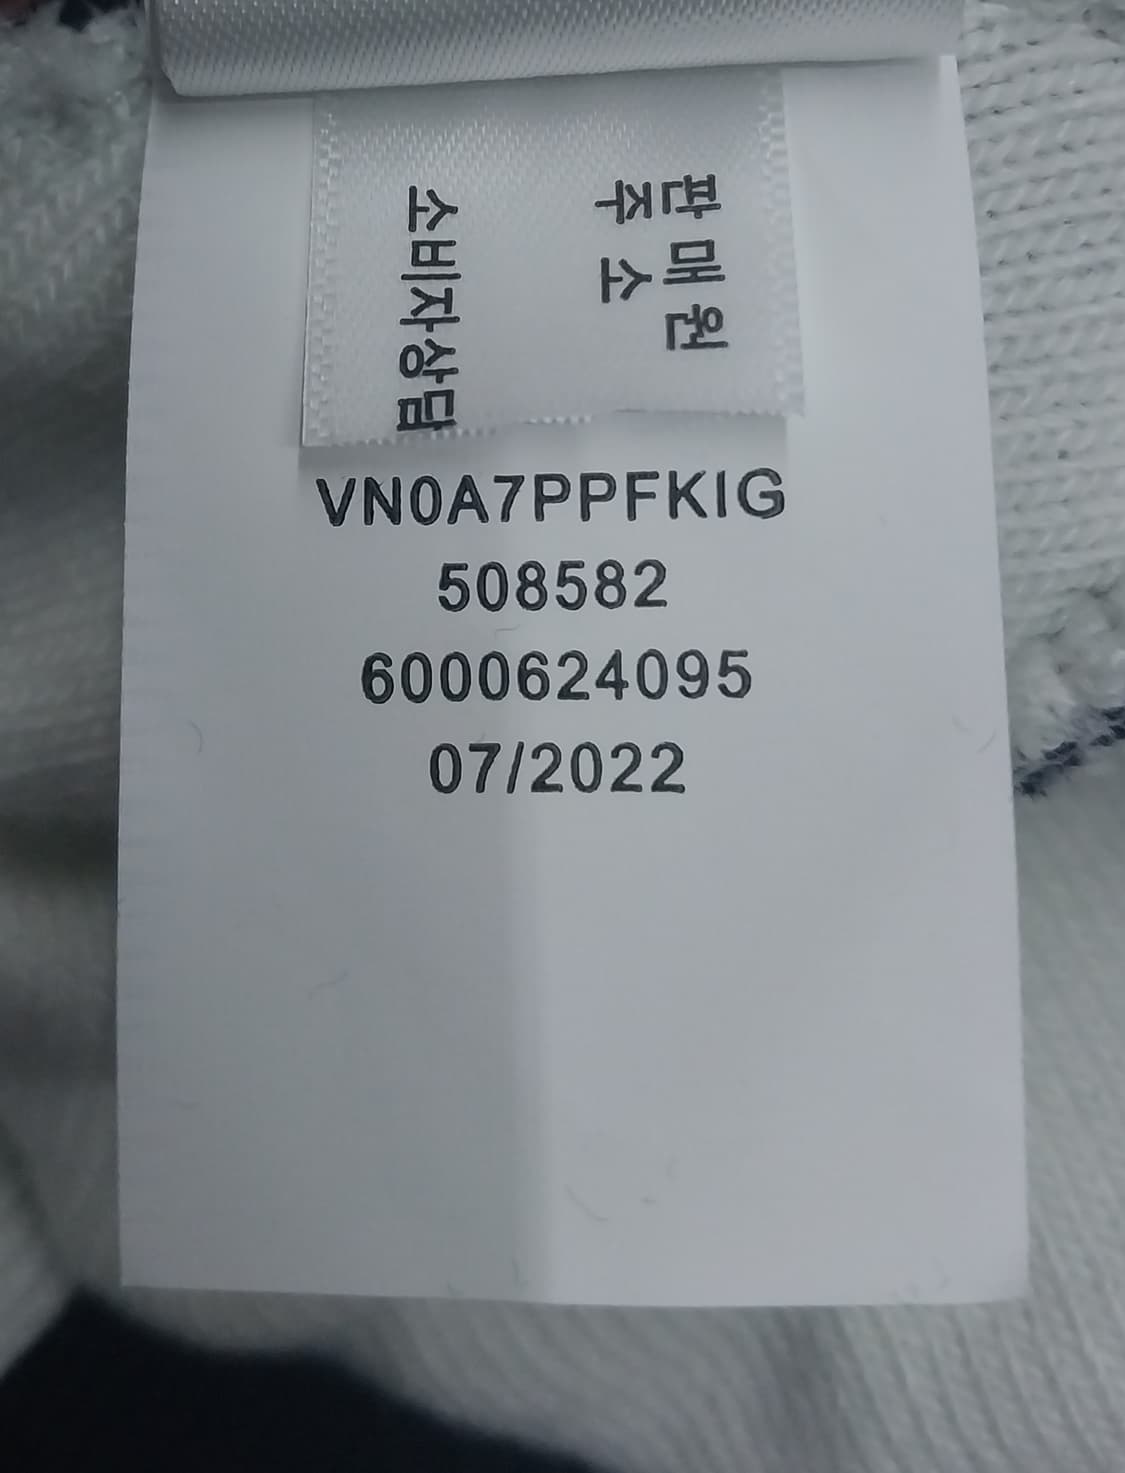 판 매 원
주 소
소비자상담
VN0A7PPFKIG
508582
6000624095
07/2022